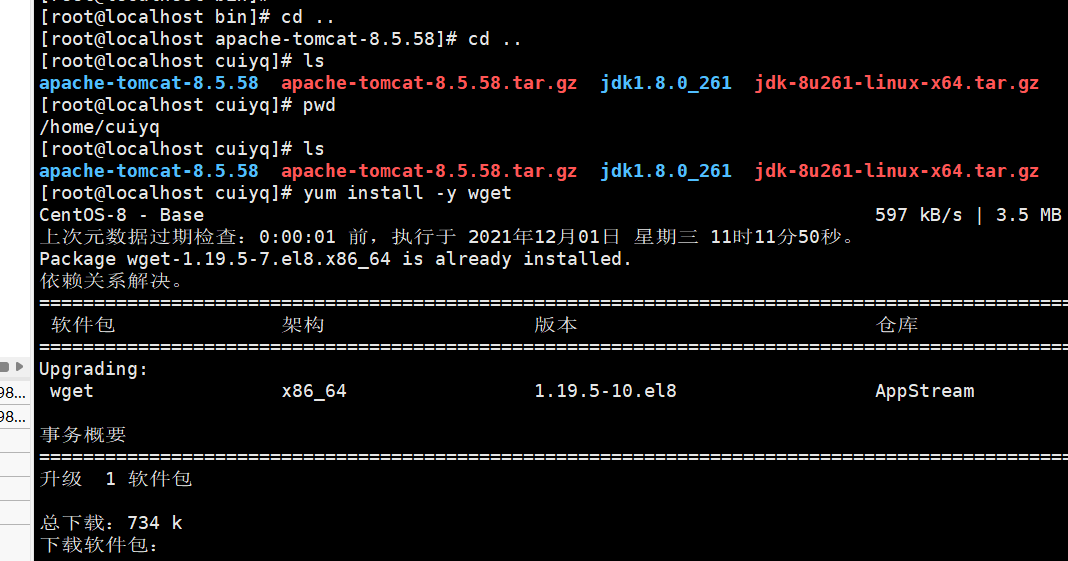 [root@localhost bin]# cd ..
[root@localhost apache-tomcat-8.5.58]# cd ..
[root@localhost cuiyq]# ls
apache-tomcat-8.5.58  apache-tomcat-8.5.58.tar.gz  jdk1.8.0_261  jdk-8u261-linux-x64.tar.gz
[root@localhost cuiyq]# pwd
/home/cuiyq
[root@localhost cuiyq]# ls
apache-tomcat-8.5.58  apache-tomcat-8.5.58.tar.gz  jdk1.8.0_261  jdk-8u261-linux-x64.tar.gz
[root@localhost cuiyq]# yum install -y wget
CentOS-8 - Base 597 kB/s | 3.5 MB
上次元数据过期检查：0:00:01 前，执行于 2021年12月01日 星期三 11时11分50秒。
Package wget-1.19.5-7.el8.x86_64 is already installed.
依赖关系解决。
软件包 架构 版本 仓库
Upgrading:
98...
wget x86_64 1.19.5-10.el8 AppStream
98...
事务概要
升级  1 软件包
总下载：734 k
下载软件包：